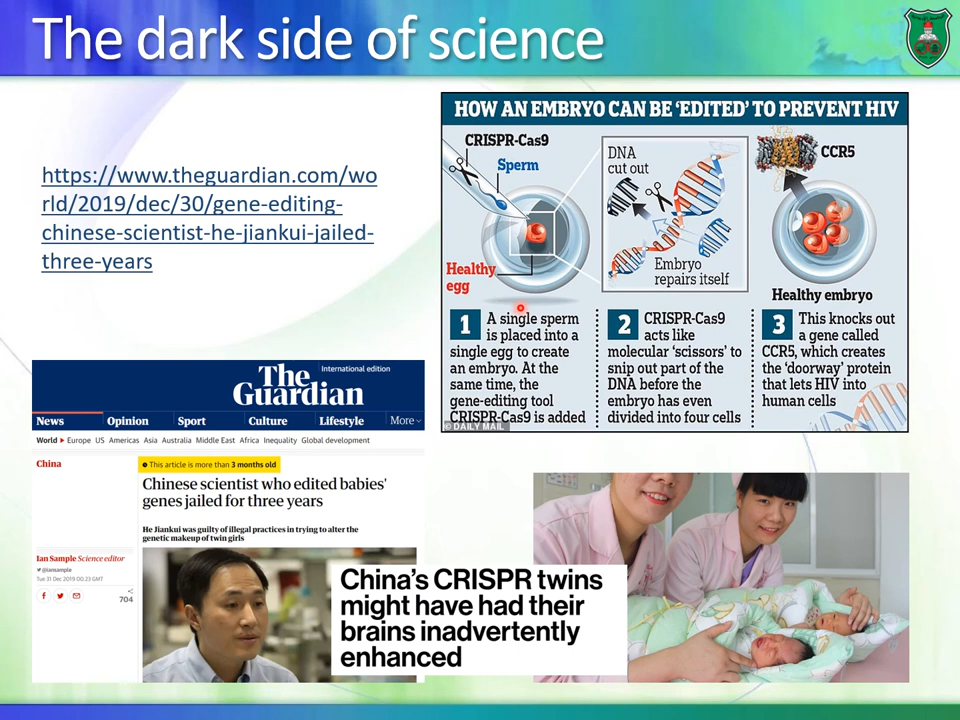 The dark side of science
https://www.theguardian.com/wo
rld/2019/dec/30/gene-editing-
chinese-scientist-he-jiankui-jailed-
three-years
HOW AN EMBRYO CAN BE ‘EDITED’ TO PREVENT HIV
CRISPR-Cas9
Sperm
Healthy
egg
DNA
cut out
Embryo
repairs itself
CCR5
Healthy embryo
1 A single sperm
is placed into a
single egg to create
an embryo. At the
same time, the
gene-editing tool
CRISPR-Cas9 is added
© DAILY MAIL
2 CRISPR-Cas9
acts like
molecular ‘scissors’ to
snip out part of the
DNA before the
embryo has even
divided into four cells
3 This knocks out
a gene called
CCR5, which creates
the ‘doorway’ protein
that lets HIV into
human cells
International edition
The
Guardian
News Opinion Sport Culture Lifestyle More
World Europe US Americas Asia Australia Middle East Africa Inequality Global development
China
This article is more than 3 months old
Chinese scientist who edited babies'
genes jailed for three years
He Jiankui was guilty of illegal practices in trying to alter the
genetic makeup of twin girls
Ian Sample Science editor
@iansample
Tue 31 Dec 2019 00.23 GMT
704
China’s CRISPR twins
might have had their
brains inadvertently
enhanced